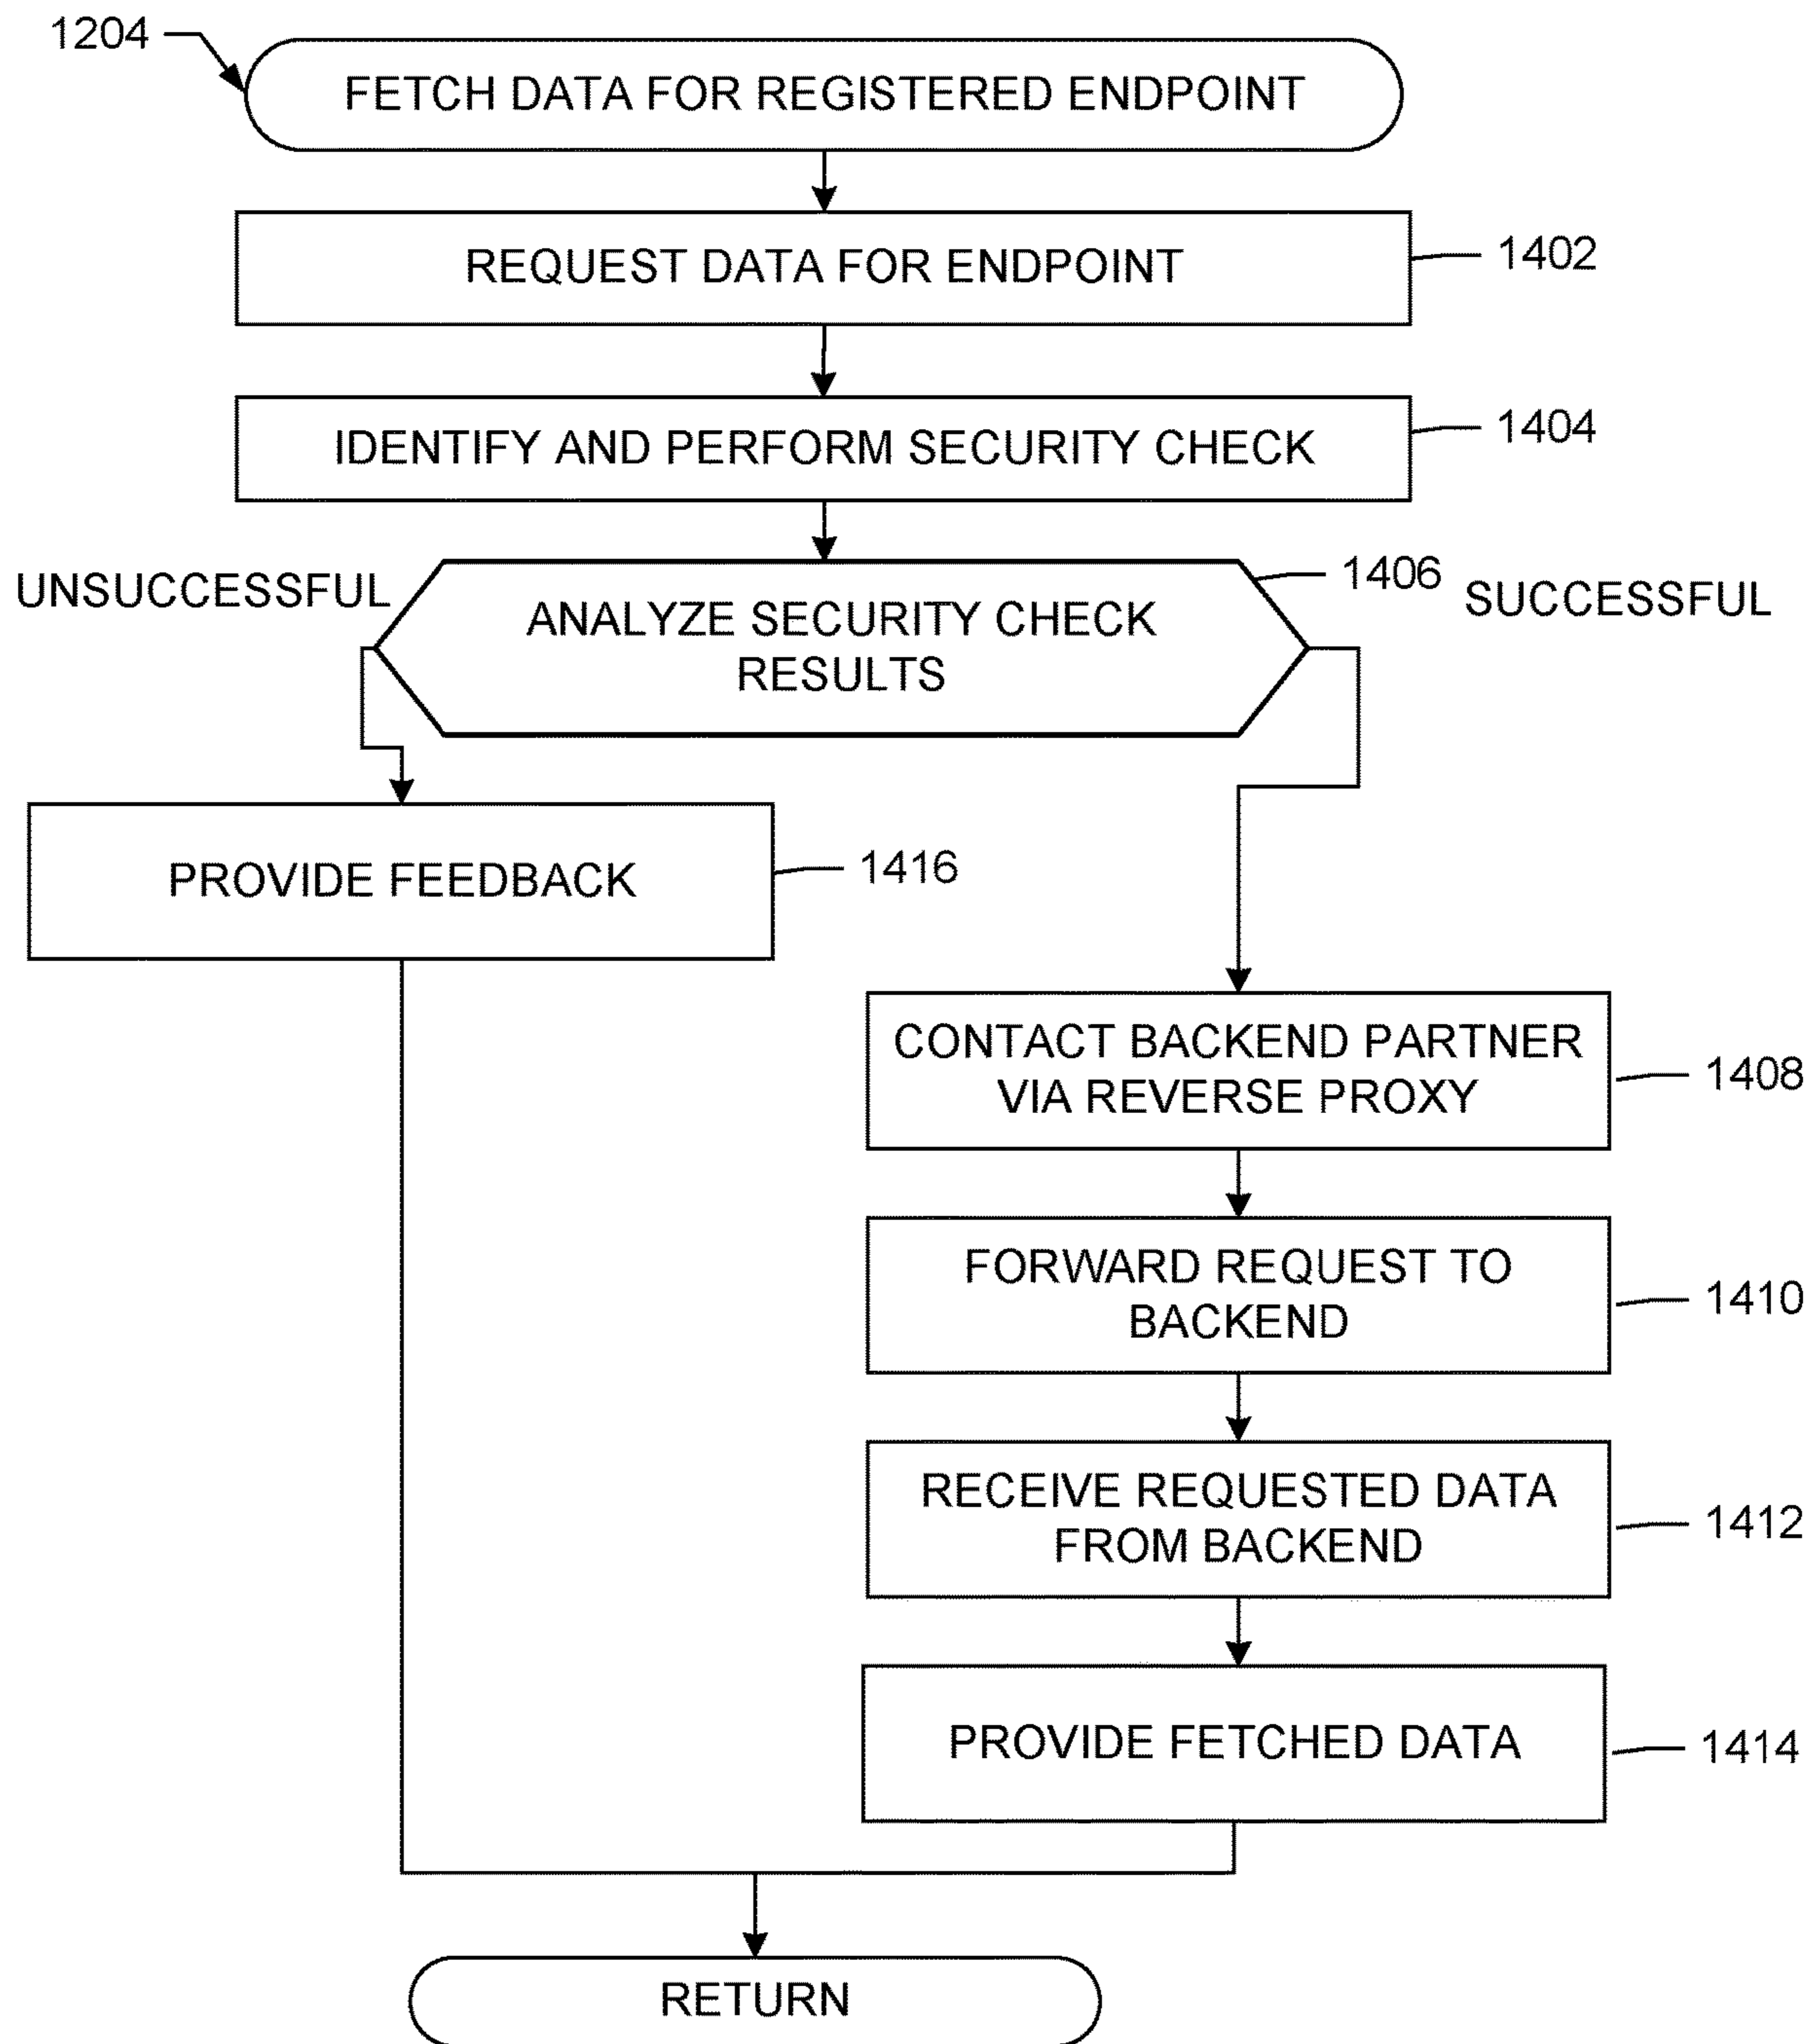 1204
FETCH DATA FOR REGISTERED ENDPOINT
REQUEST DATA FOR ENDPOINT
1402
IDENTIFY AND PERFORM SECURITY CHECK
1404
UNSUCCESSFUL
ANALYZE SECURITY CHECK
RESULTS
1406
SUCCESSFUL
PROVIDE FEEDBACK
1416
CONTACT BACKEND PARTNER
VIA REVERSE PROXY
1408
FORWARD REQUEST TO
BACKEND
1410
RECEIVE REQUESTED DATA
FROM BACKEND
1412
PROVIDE FETCHED DATA
1414
RETURN